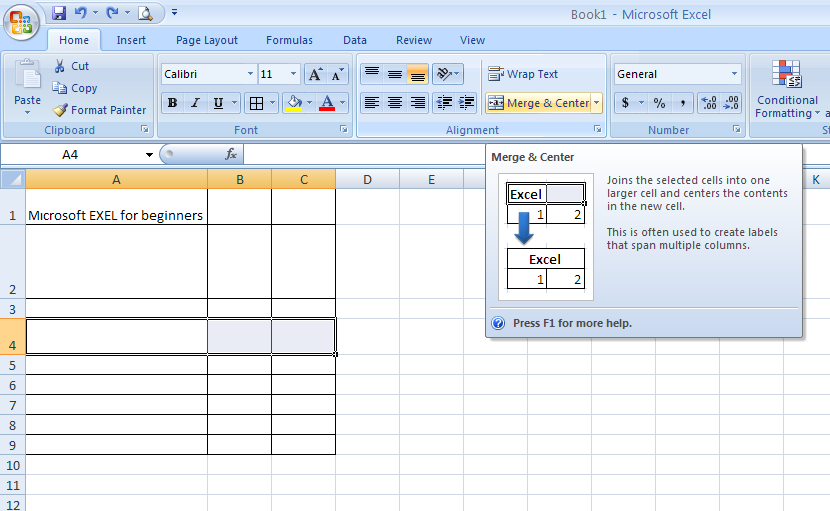 Book1 - Microsoft Excel
Home Insert Page Layout Formulas Data Review View
Paste
Cut
Copy
Format Painter
Clipboard
Calibri 11 A A
B I U A
Font
Wrap Text
Merge & Center
Alignment
General
$ % , .0 .00 .00 .0
Number
Conditional
Formatting
A4 fx
A B C D E K
1 Microsoft EXEL for beginners
2
3
4
5
6
7
8
9
10
11
12
Merge & Center
Excel
1 2
Excel
1 2
Joins the selected cells into one
larger cell and centers the contents
in the new cell.
This is often used to create labels
that span multiple columns.
Press F1 for more help.